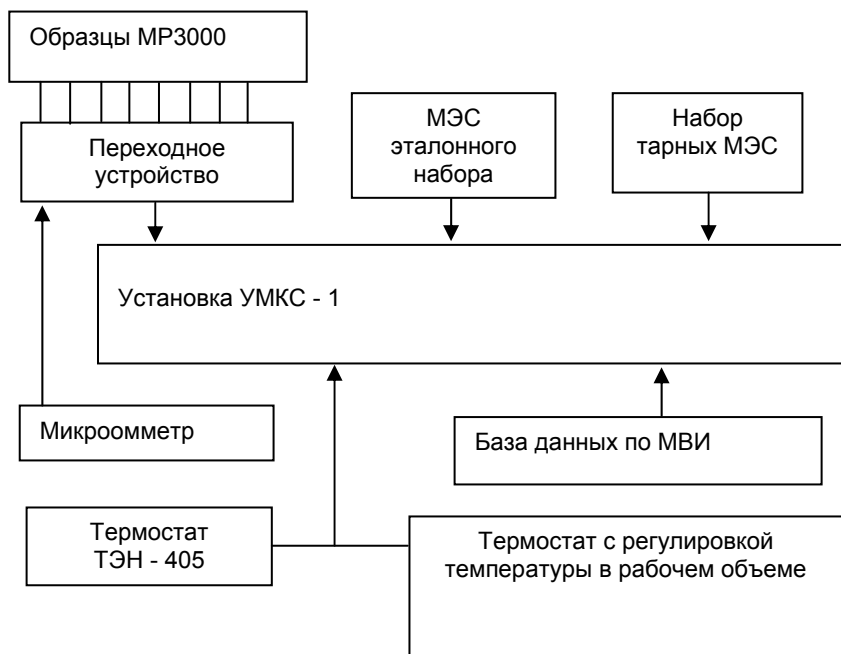 Образцы МР3000
Переходное
устройство
МЭС
эталонного
набора
Набор
тарных МЭС
Установка УМКС - 1
Микроомметр
База данных по МВИ
Термостат
ТЭН - 405
Термостат с регулировкой
температуры в рабочем объеме